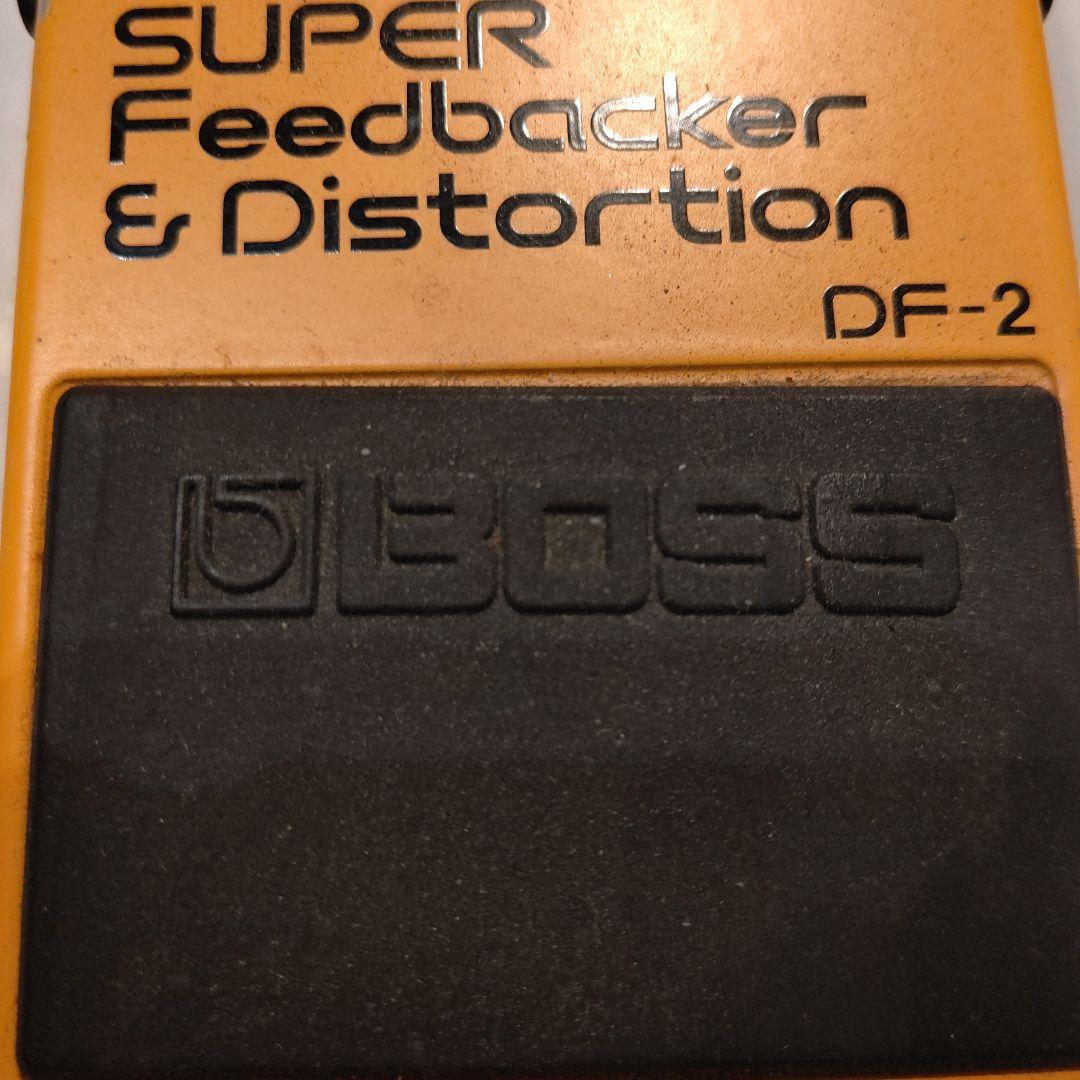 SUPER
Feedbacker
& Distortion
DF-2
BOSS